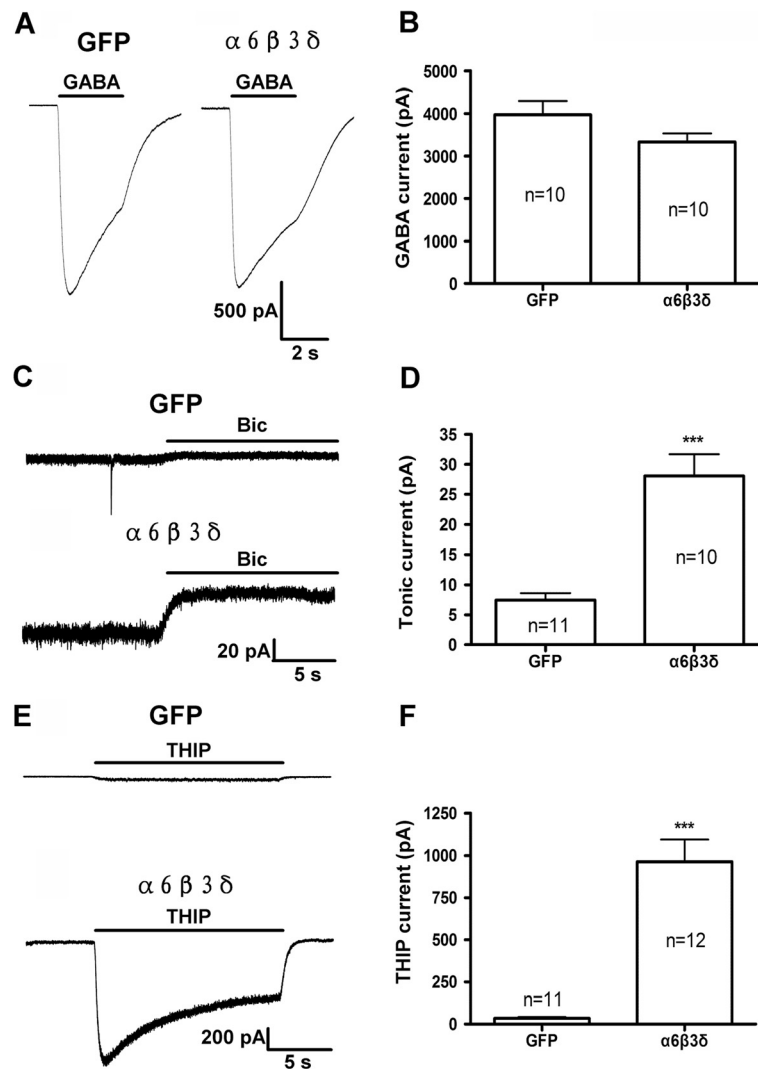 A
GFP
α 6 β 3 δ
GABA
GABA
500 pA
2 s
B
GABA current (pA)
5000
4000
3000
2000
1000
0
n=10
n=10
GFP
α6β3δ
C
GFP
Bic
α 6 β 3 δ
Bic
20 pA
5 s
D
Tonic current (pA)
35
30
25
20
15
10
5
0
***
n=11
n=10
GFP
α6β3δ
E
GFP
THIP
α 6 β 3 δ
THIP
200 pA
5 s
F
THIP current (pA)
1250
1000
750
500
250
0
***
n=11
n=12
GFP
α6β3δ